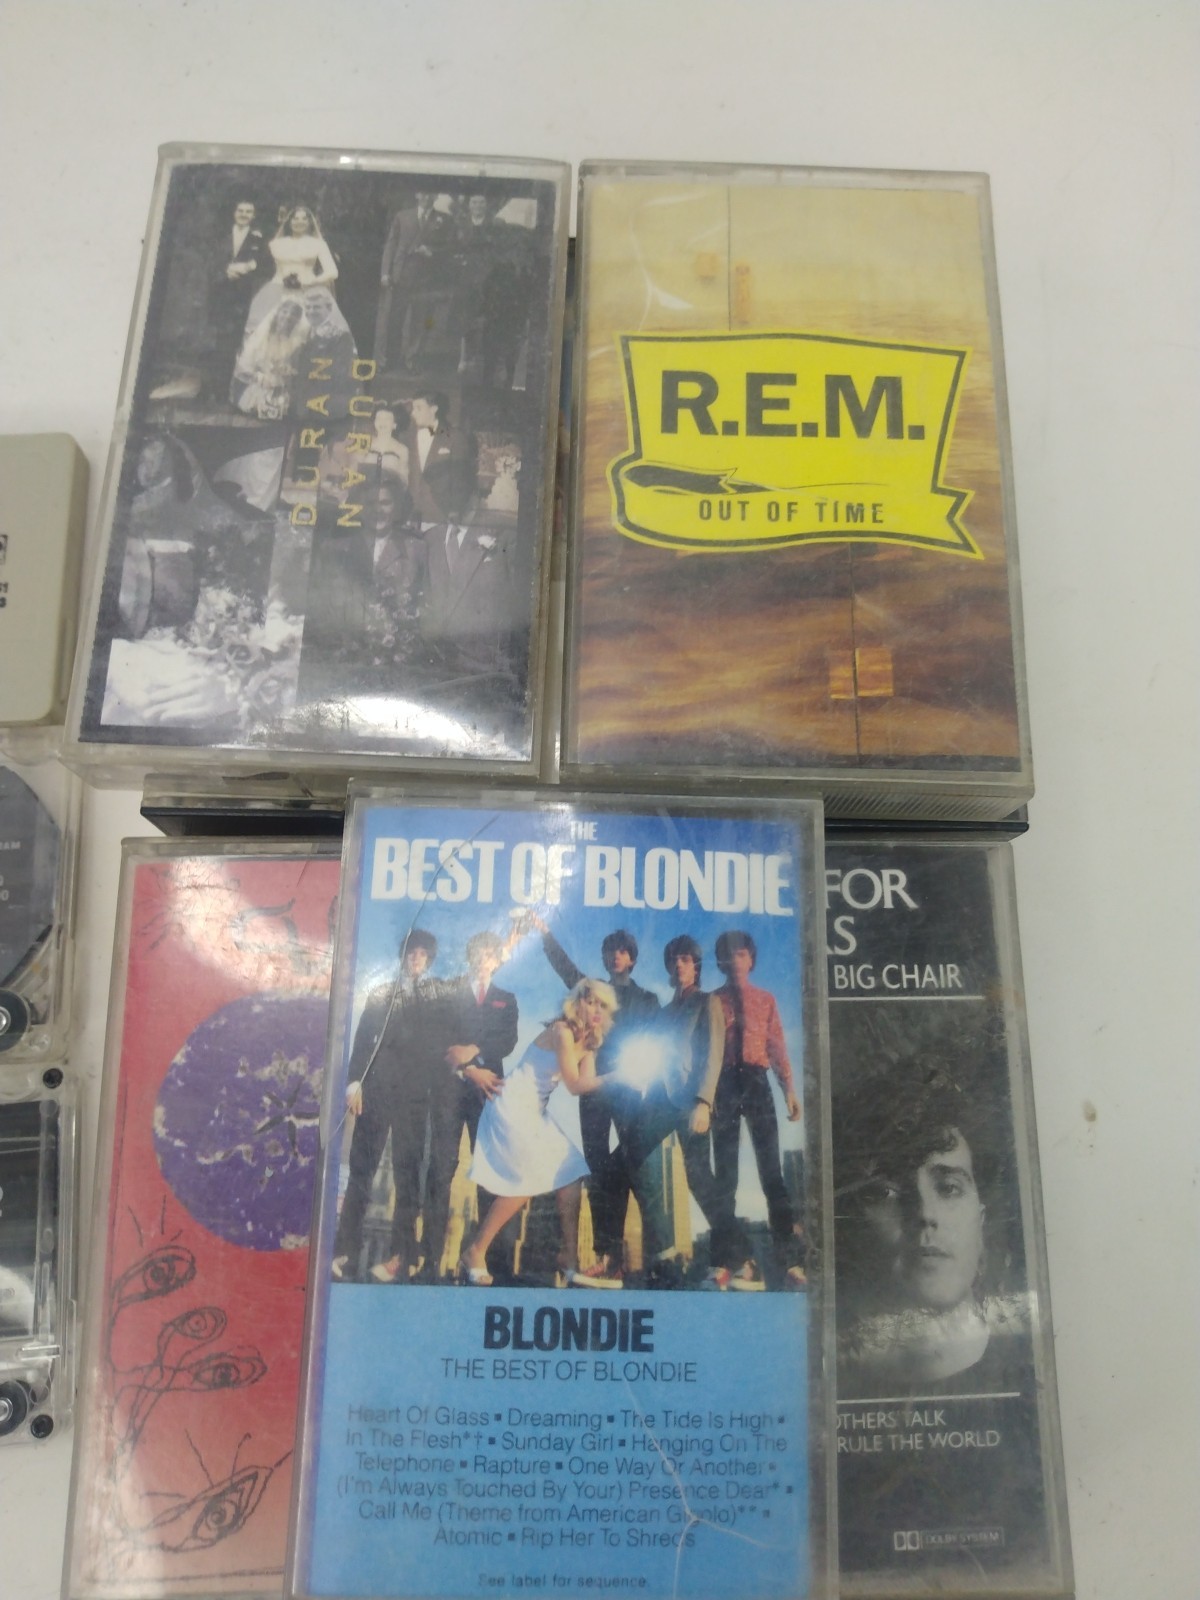 DURAN
DURAN
R.E.M.
OUT OF TIME
THE
BEST OF BLONDIE
BLONDIE
THE BEST OF BLONDIE
Heart Of Glass ▪ Dreaming ▪ The Tide Is High ▪
In The Flesh*† ▪ Sunday Girl ▪ Hanging On The
Telephone ▪ Rapture ▪ One Way Or Another ▪
(I'm Always Touched By Your) Presence Dear* ▪
Call Me (Theme from American Gigolo)** ▪
Atomic ▪ Rip Her To Shreds
See label for sequence.
FOR
BIG CHAIR
OTHERS TALK
RULE THE WORLD
DOLBY SYSTEM